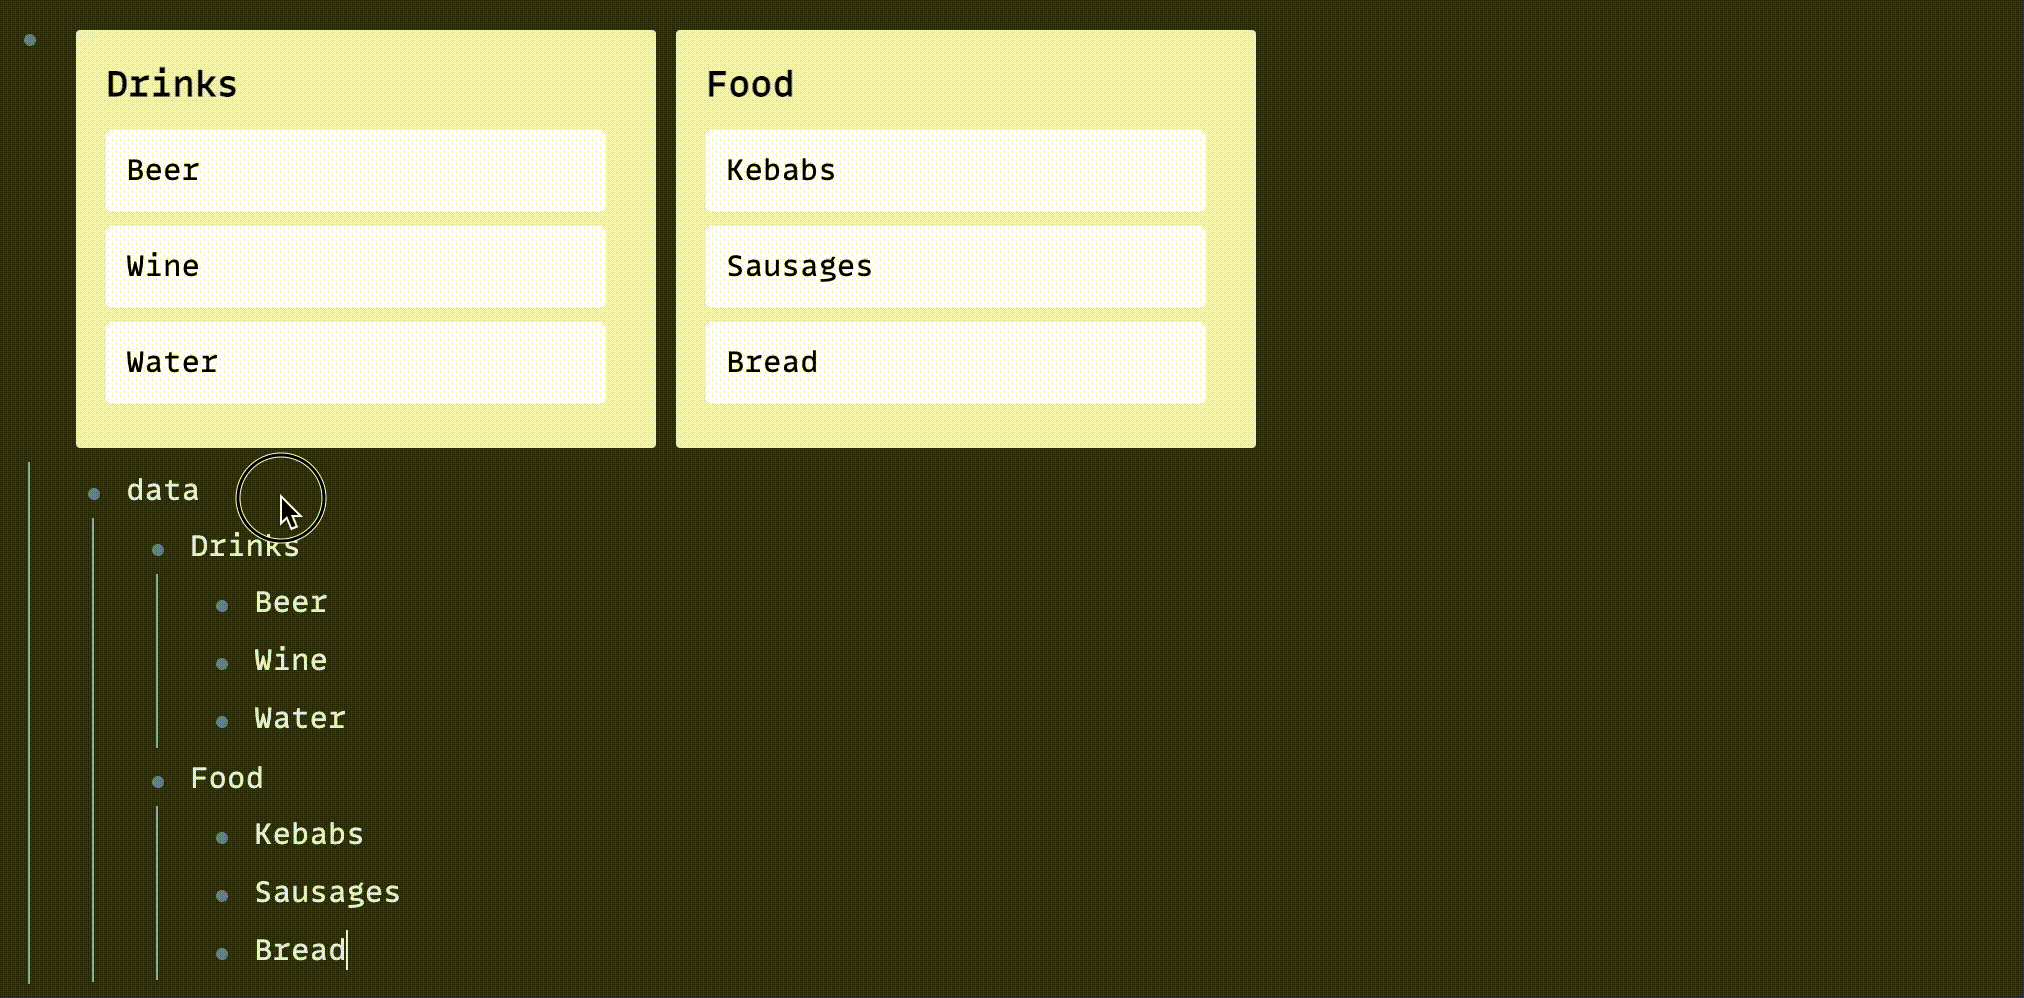 Drinks
Beer
Wine
Water
Food
Kebabs
Sausages
Bread
data
Drinks
Beer
Wine
Water
Food
Kebabs
Sausages
Bread